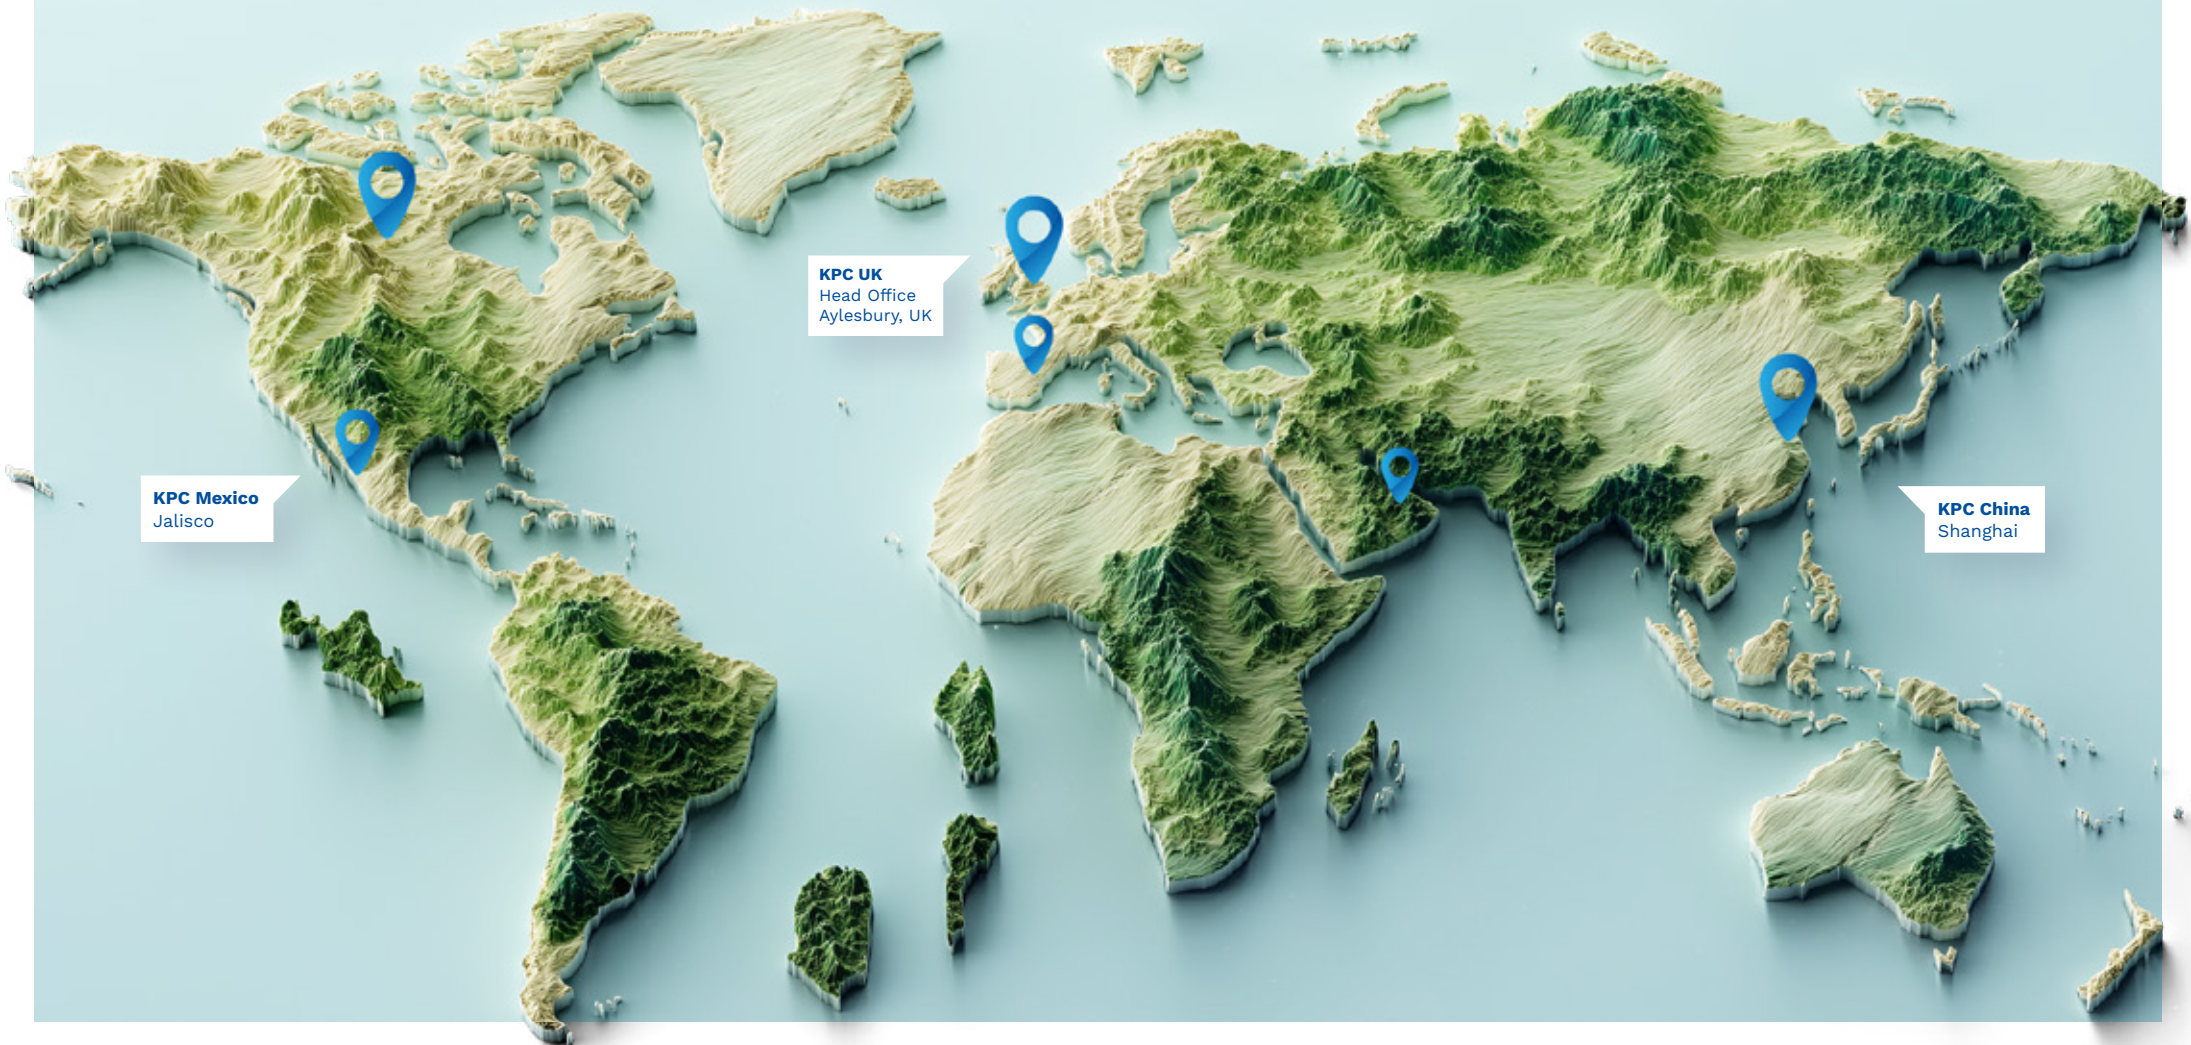 KPC UK
Head Office
Aylesbury, UK
KPC Mexico
Jalisco
KPC China
Shanghai